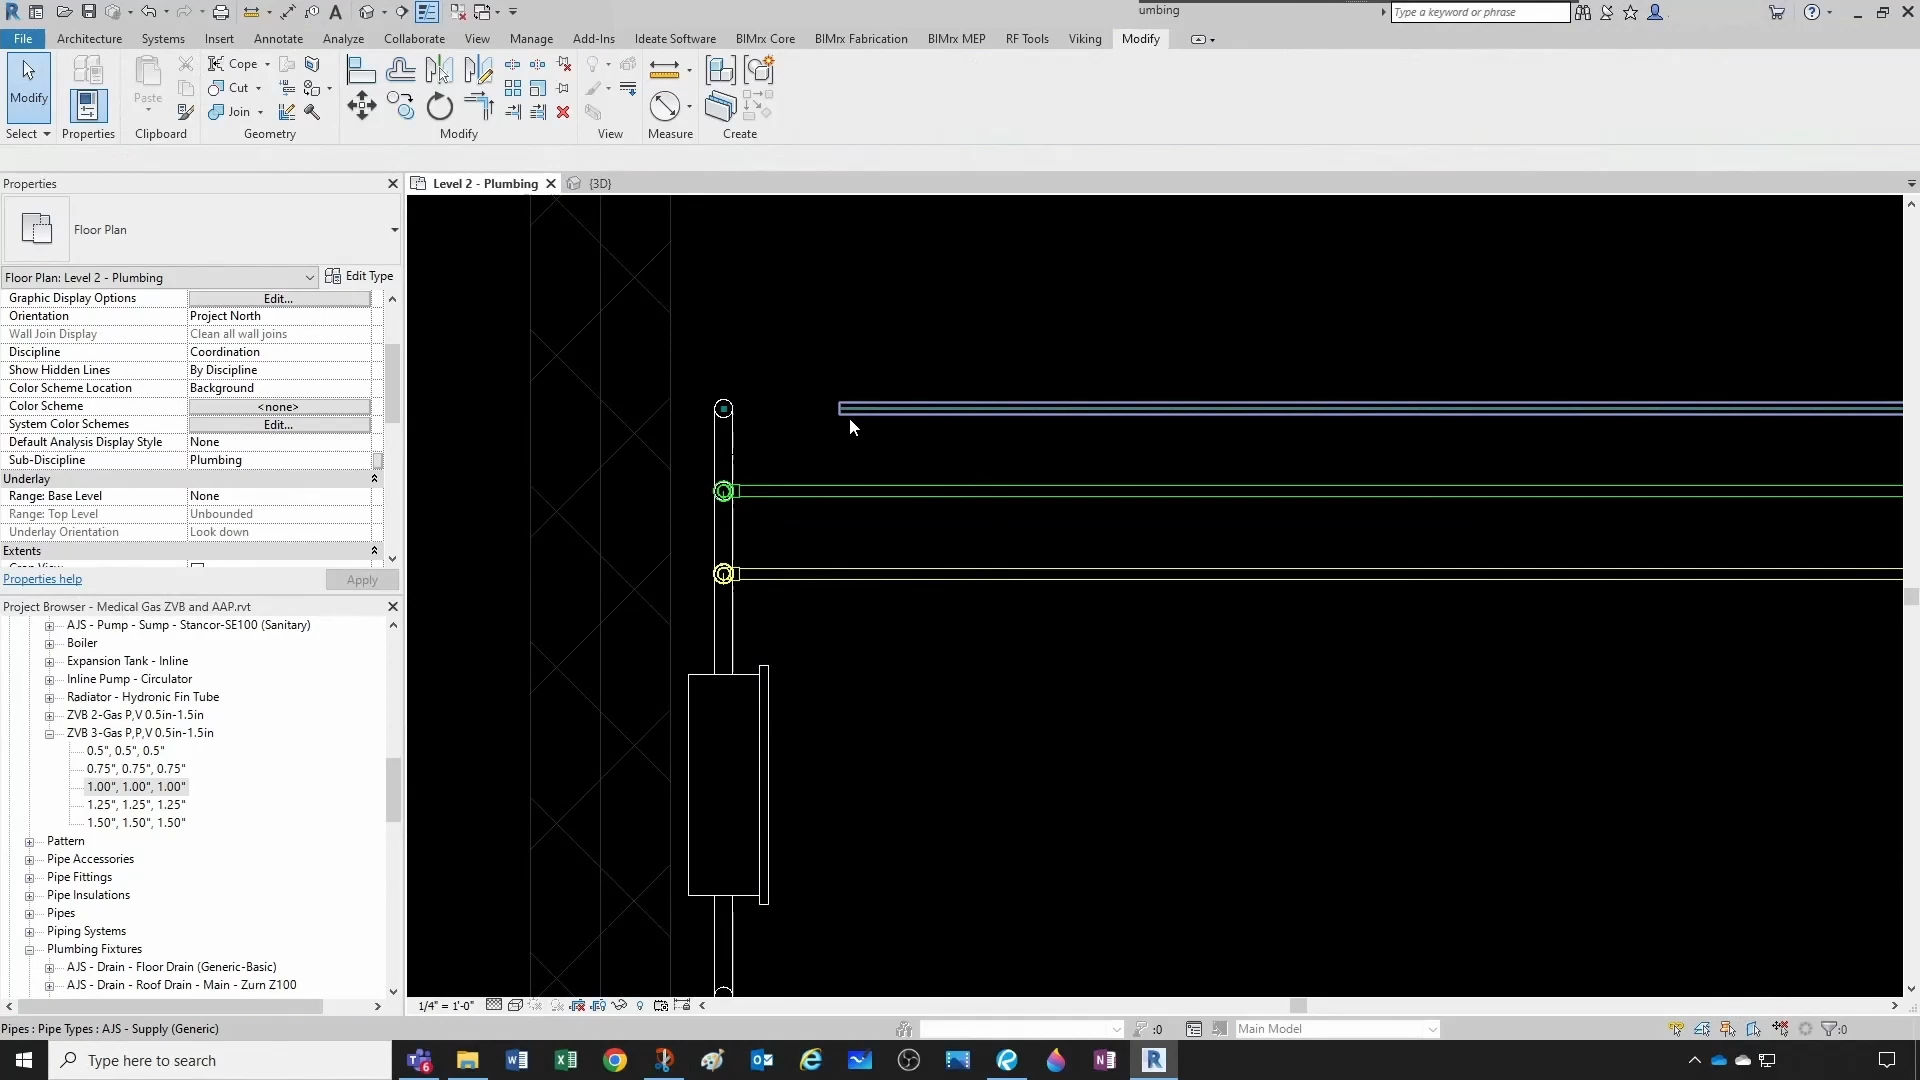 umbing
Type a keyword or phrase
File Architecture Systems Insert Annotate Analyze Collaborate View Manage Add-Ins Ideate Software BIMrx Core BIMrx Fabrication BIMrx MEP RF Tools Viking Modify
Modify Paste Cope
Cut
Join
Select Properties Clipboard Geometry Modify View Measure Create
Properties
Level 2 - Plumbing {3D}
Floor Plan
Floor Plan: Level 2 - Plumbing Edit Type
Graphic Display Options Edit...
Orientation Project North
Wall Join Display Clean all wall joins
Discipline Coordination
Show Hidden Lines By Discipline
Color Scheme Location Background
Color Scheme <none>
System Color Schemes Edit...
Default Analysis Display Style None
Sub-Discipline Plumbing
Underlay
Range: Base Level None
Range: Top Level Unbounded
Underlay Orientation Look down
Extents
Properties help Apply
Project Browser - Medical Gas ZVB and AAP.rvt
AJS - Pump - Sump - Stancor-SE100 (Sanitary)
Boiler
Expansion Tank - Inline
Inline Pump - Circulator
Radiator - Hydronic Fin Tube
ZVB 2-Gas P,V 0.5in-1.5in
ZVB 3-Gas P,P,V 0.5in-1.5in
0.5", 0.5", 0.5"
0.75", 0.75", 0.75"
1.00", 1.00", 1.00"
1.25", 1.25", 1.25"
1.50", 1.50", 1.50"
Pattern
Pipe Accessories
Pipe Fittings
Pipe Insulations
Pipes
Piping Systems
Plumbing Fixtures
AJS - Drain - Floor Drain (Generic-Basic)
AJS - Drain - Roof Drain - Main - Zurn Z100
1/4" = 1'-0"
Pipes : Pipe Types : AJS - Supply (Generic) :0 Main Model :0
Type here to search